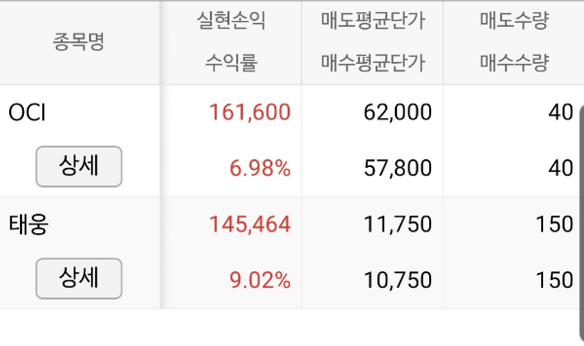 종목명 실현손익 매도평균단가 매도수량
수익률 매수평균단가 매수수량
OCI 161,600 62,000 40
상세 6.98% 57,800 40
태웅 145,464 11,750 150
상세 9.02% 10,750 150